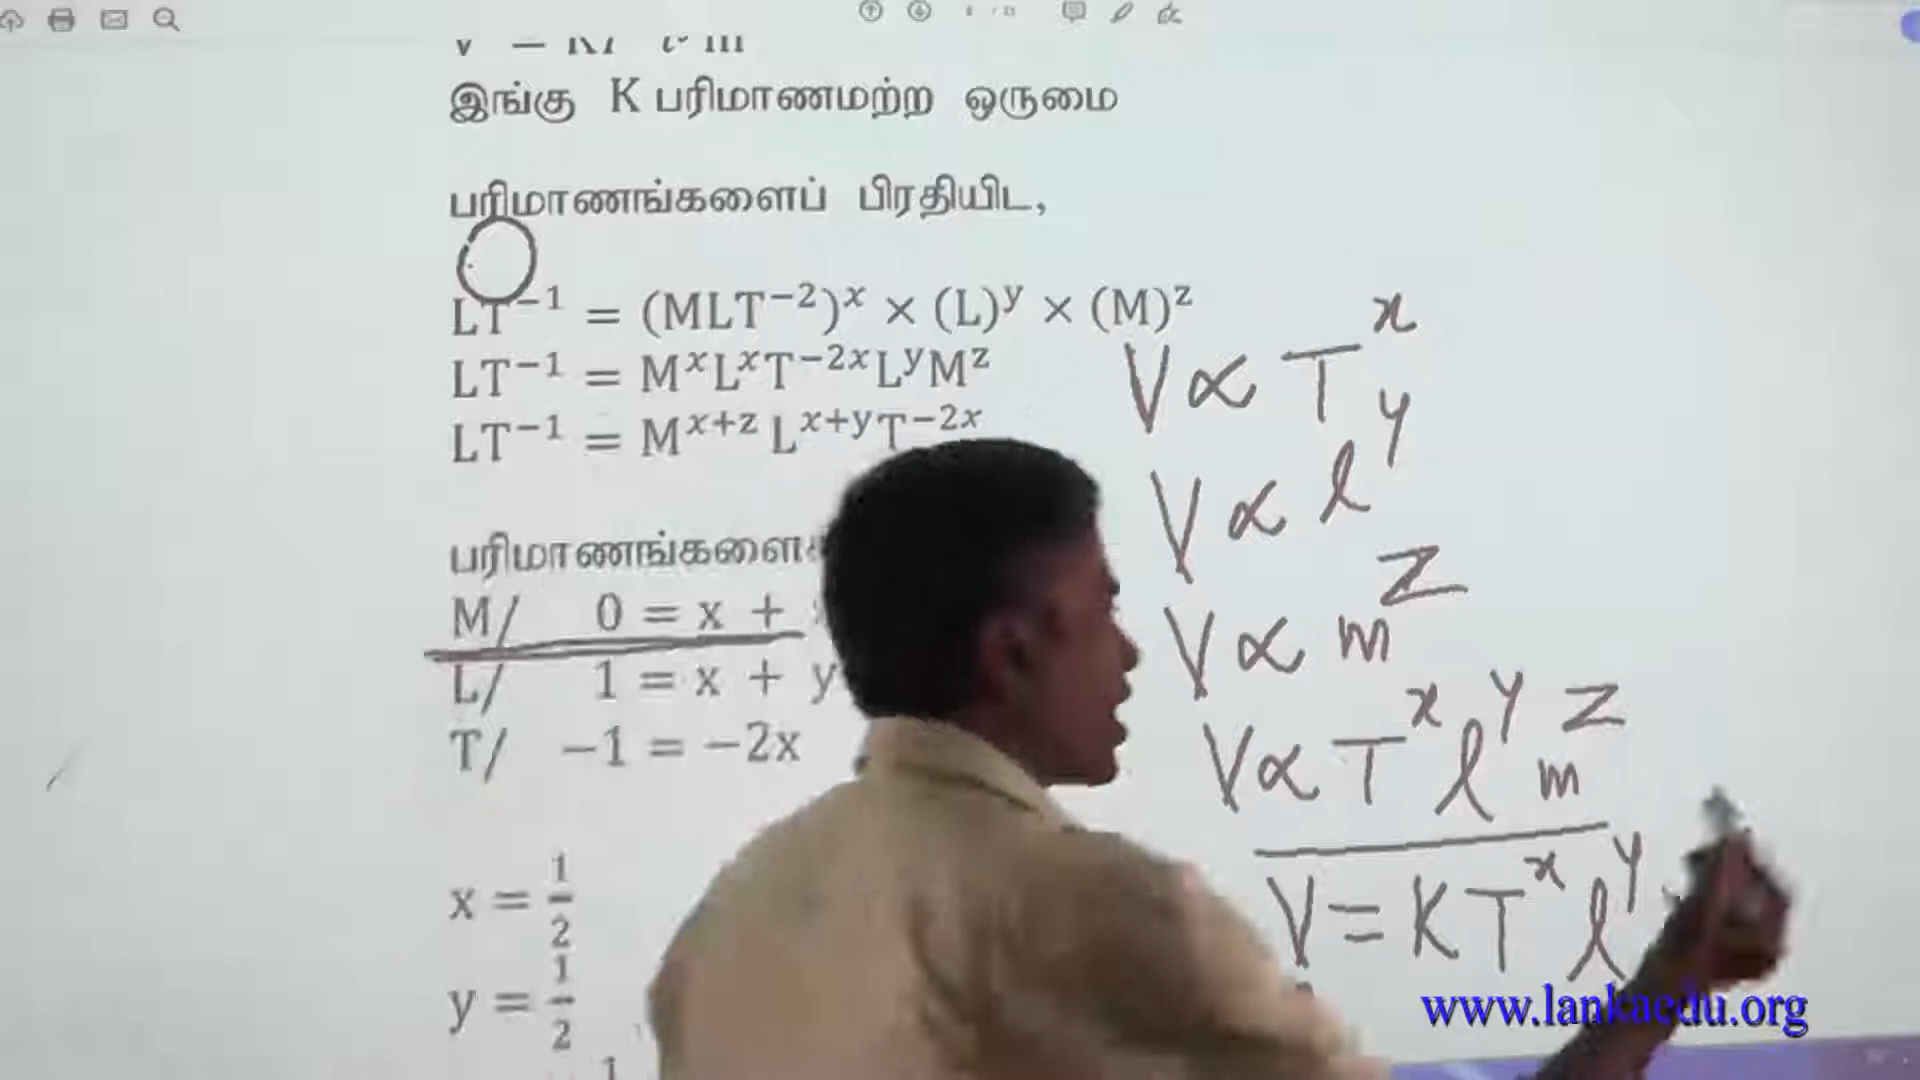 இங்கு K பரிமாணமற்ற ஒருமை
பரிமாணங்களைப் பிரதியிட,
LT⁻¹ = (MLT⁻²)ˣ × (L)ʸ × (M)ᶻ
LT⁻¹ = MˣLˣT⁻²ˣLʸMᶻ
LT⁻¹ = Mˣ⁺ᶻ Lˣ⁺ʸT⁻²ˣ
M/ 0 = x +
L/ 1 = x + y
T/ −1 = −2x
x = 1/2
y = 1/2
V ∝ Tˣ
V ∝ lʸ
V ∝ mᶻ
V ∝ Tˣ lʸ mᶻ
V = K Tˣ lʸ
www.lankaedu.org